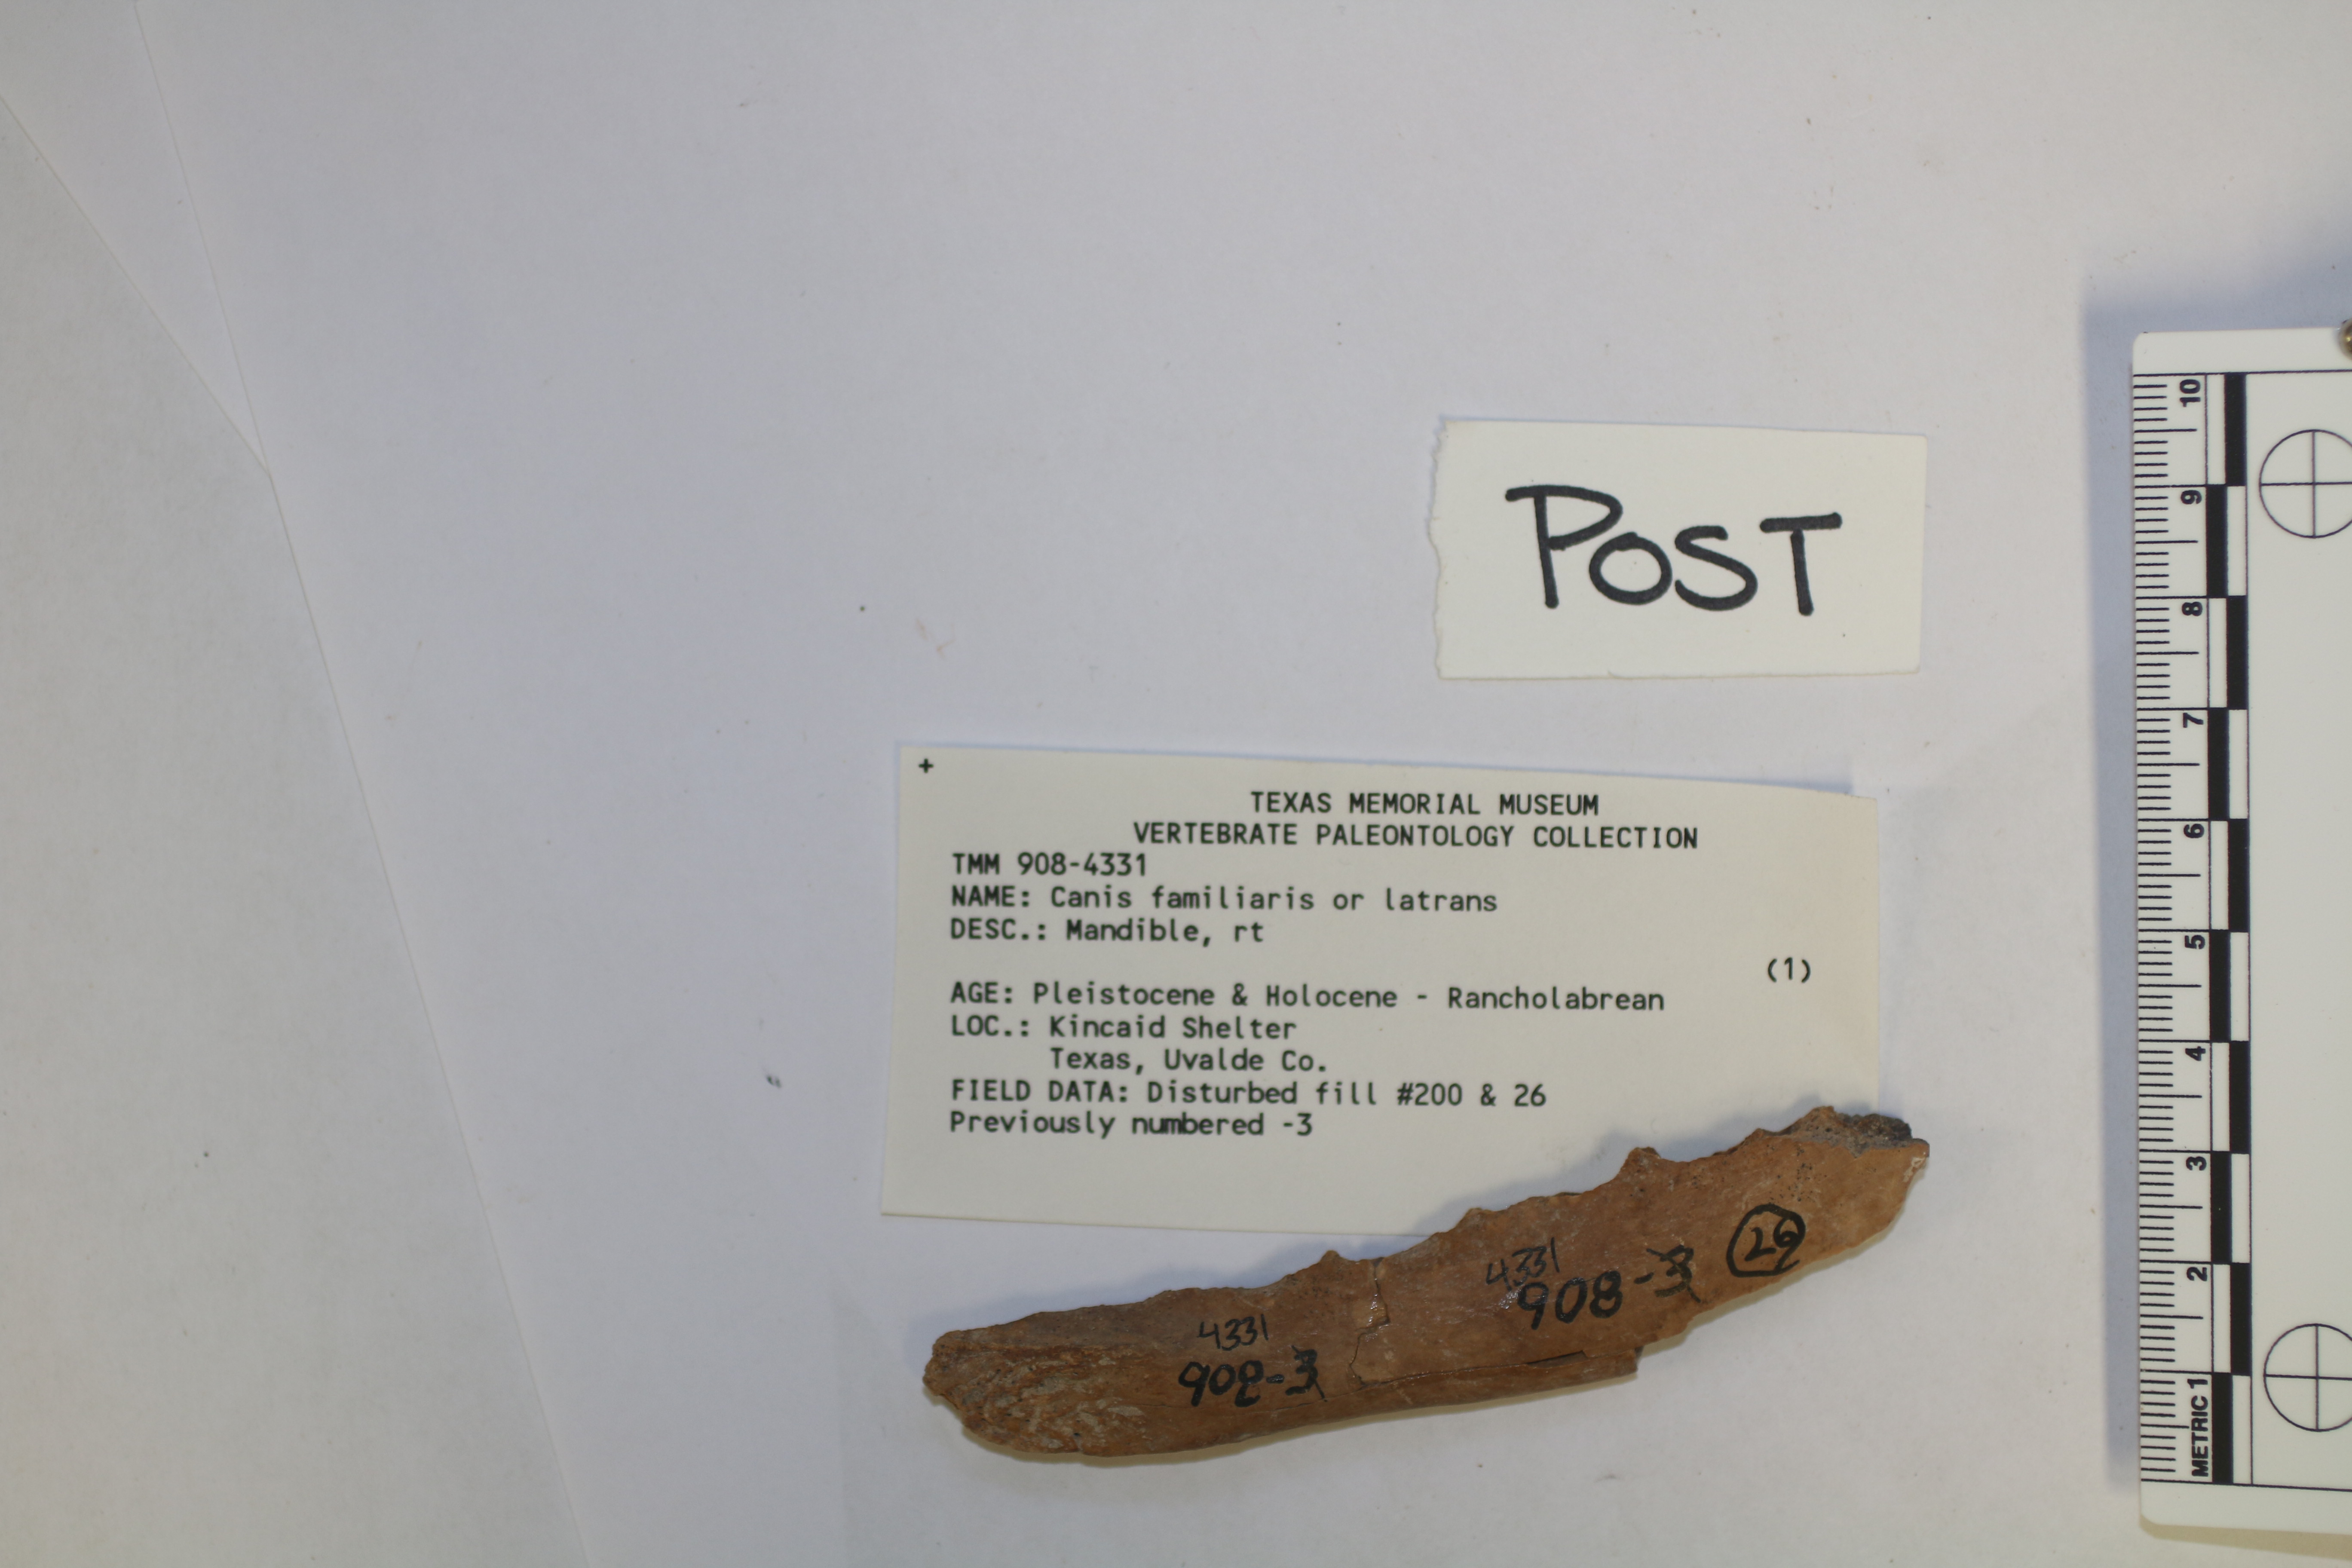 +
TEXAS MEMORIAL MUSEUM
VERTEBRATE PALEONTOLOGY COLLECTION
TMM 908-4331
NAME: Canis familiaris or latrans
DESC.: Mandible, rt
(1)
AGE: Pleistocene & Holocene - Rancholabrean
LOC.: Kincaid Shelter
Texas, Uvalde Co.
FIELD DATA: Disturbed fill #200 & 26
Previously numbered -3
POST
4331
908-3
4331
908-3
26
METRIC 1 2 3 4 5 6 7 8 9 10